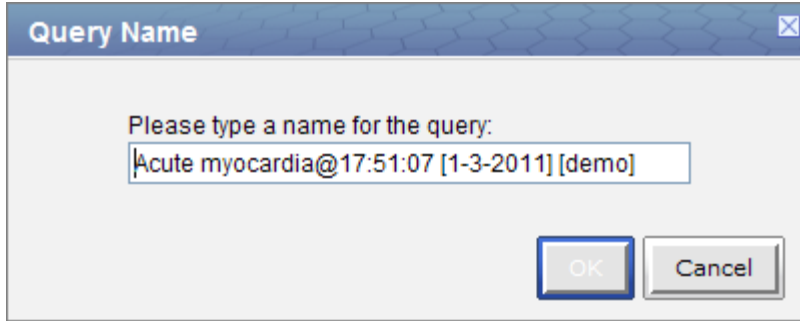 Query Name
Please type a name for the query:
Acute myocardia@17:51:07 [1-3-2011] [demo]
OK
Cancel